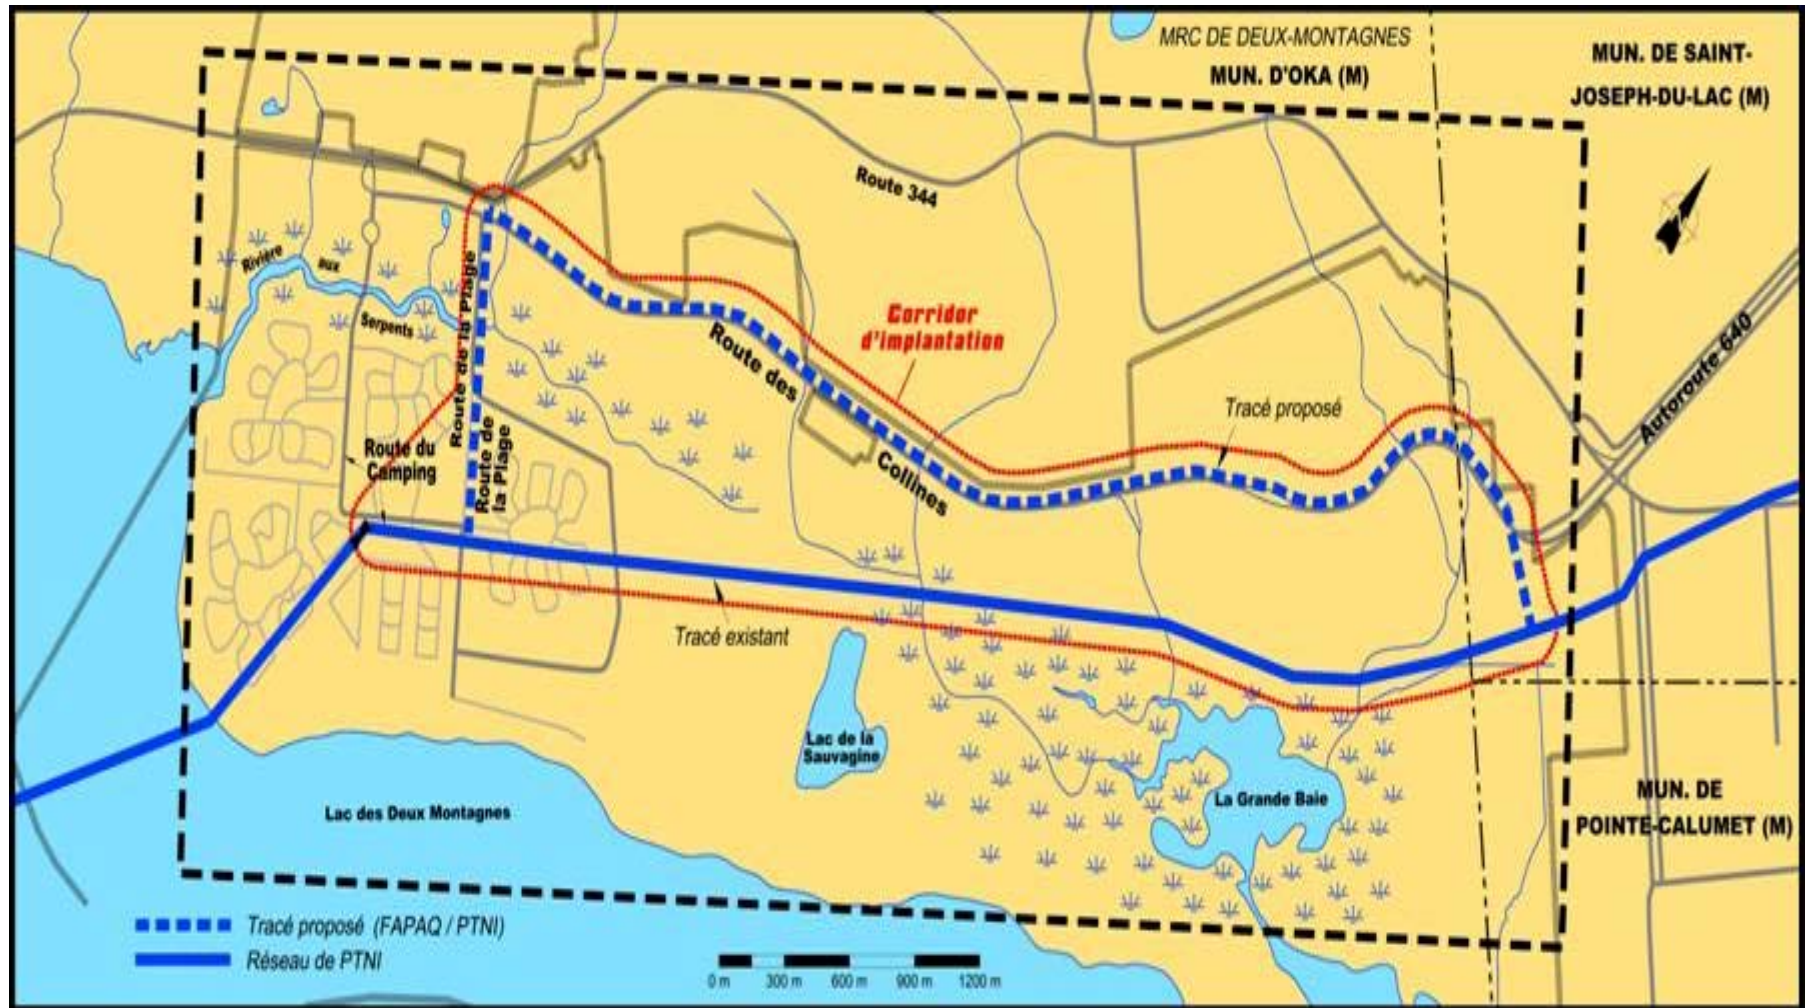 MRC DE DEUX-MONTAGNES
MUN. D'OKA (M)
MUN. DE SAINT-
JOSEPH-DU-LAC (M)
Route 344
Rivière
aux
Serpents
Route de la Plage
Route de
la Plage
Route du
Camping
Route des
Collines
Corridor
d'implantation
Tracé proposé
Autoroute 640
Tracé existant
Lac de la
Sauvagine
La Grande Baie
Lac des Deux Montagnes
MUN. DE
POINTE-CALUMET (M)
Tracé proposé (FAPAQ / PTNI)
Réseau de PTNI
0 m 300 m 600 m 900 m 1200 m